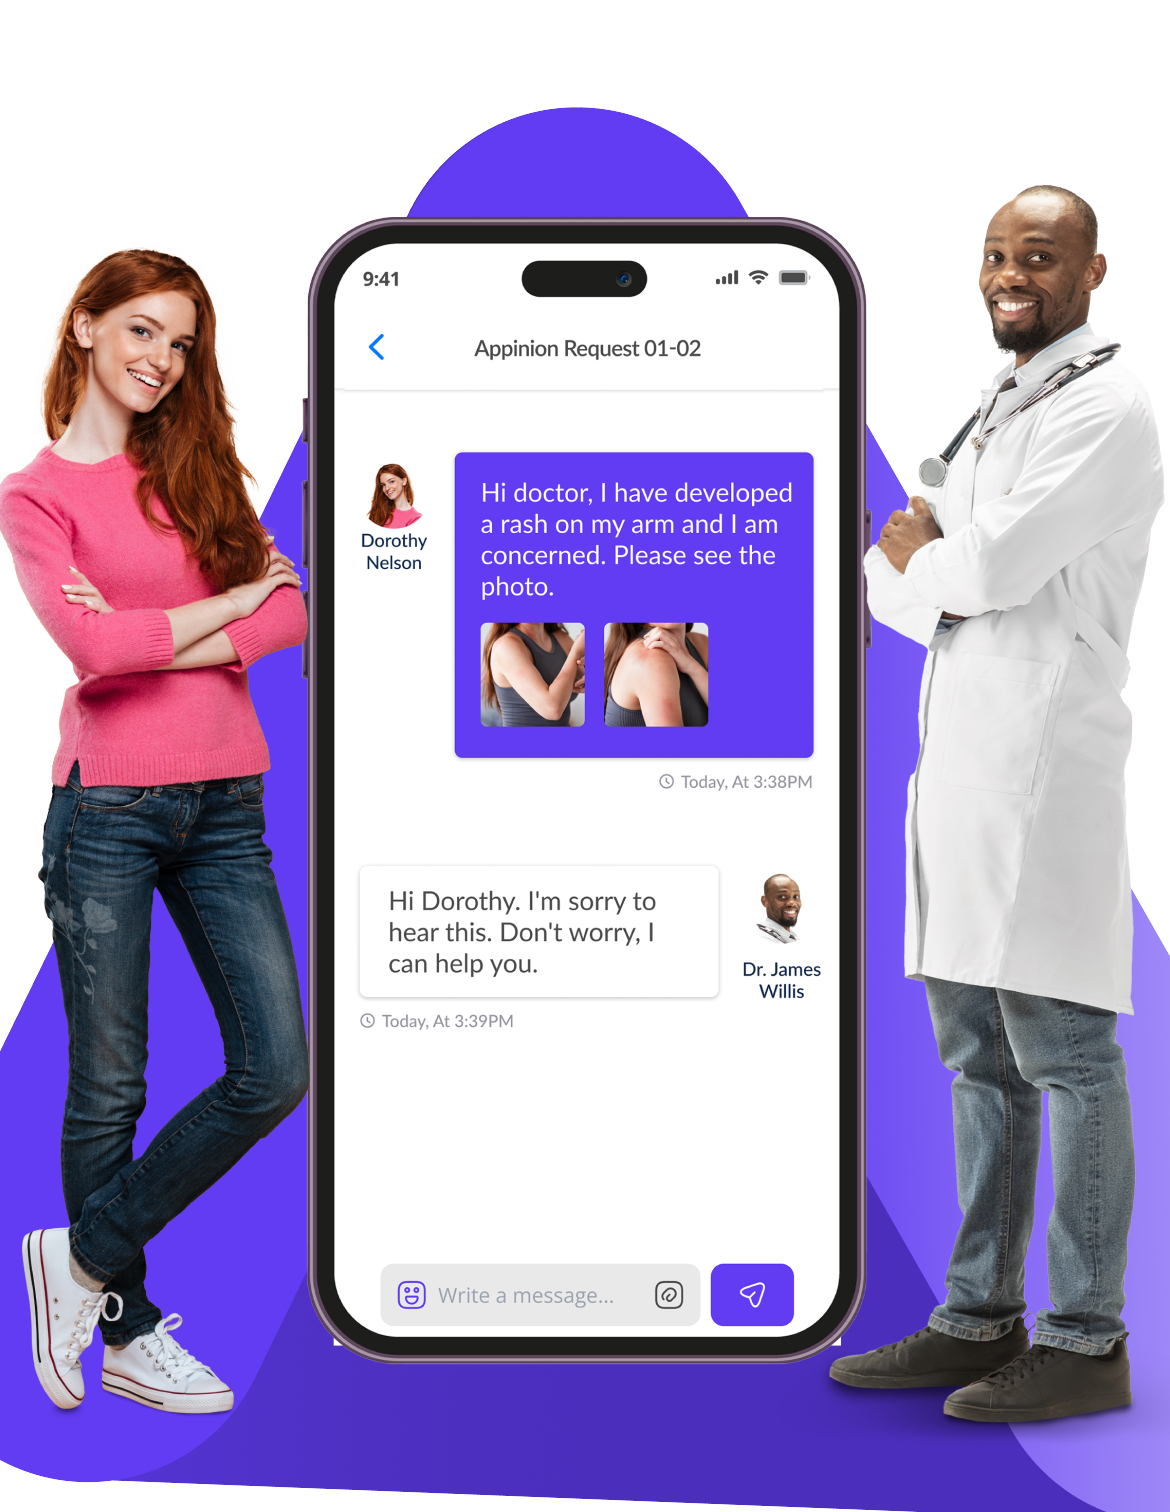 9:41
Appinion Request 01-02
Hi doctor, I have developed
a rash on my arm and I am
concerned. Please see the
photo.
Dorothy
Nelson
Today, At 3:38PM
Hi Dorothy. I'm sorry to
hear this. Don't worry, I
can help you.
Dr. James
Willis
Today, At 3:39PM
Write a message...